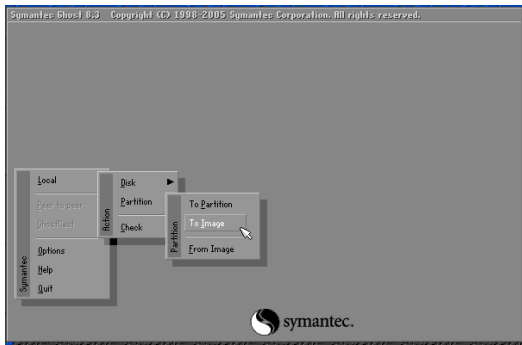 Symantec Ghost 8.3 Copyright (C) 1998-2005 Symantec Corporation. All rights reserved.
Local
Peer to peer
GhostCast
Options
Help
Quit
Symantec
Disk
Partition
Check
Action
To Partition
To Image
From Image
Partition
symantec.